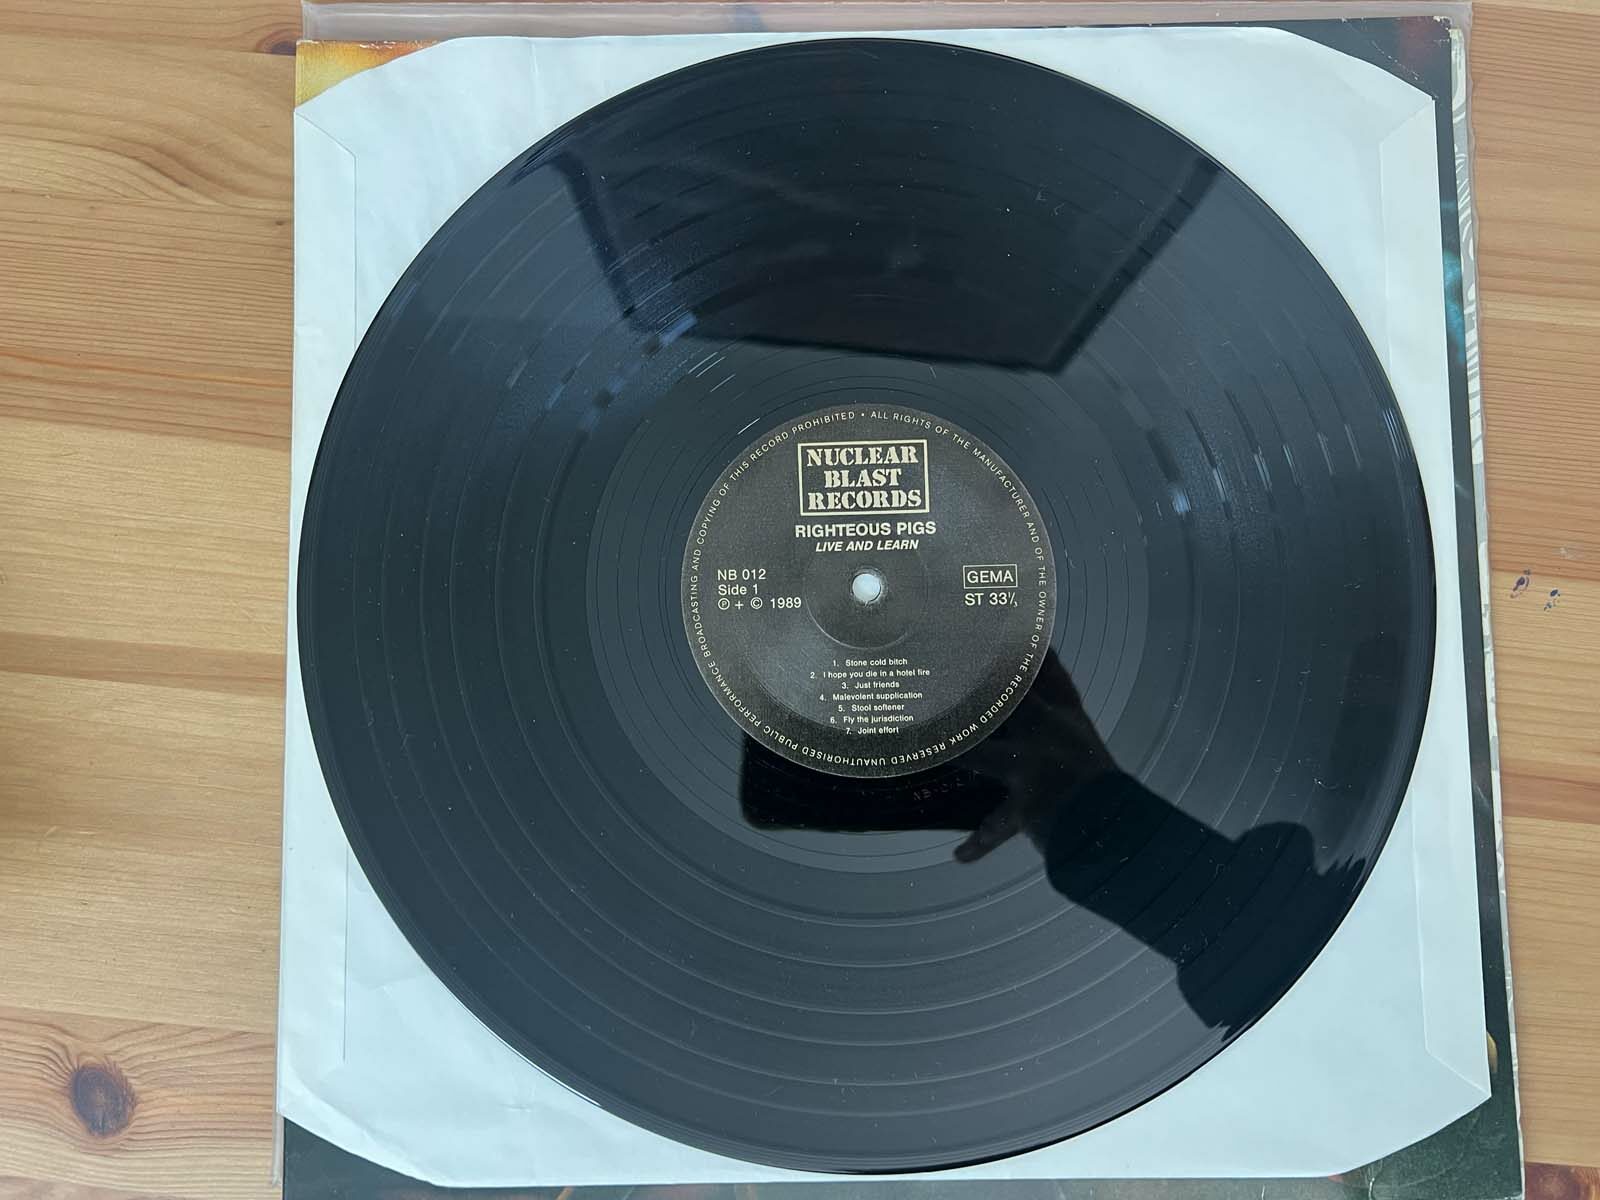 NUCLEAR
BLAST
RECORDS
RIGHTEOUS PIGS
LIVE AND LEARN
NB 012
Side 1
℗ + © 1989
GEMA
ST 33⅓
1. Stone cold bitch
2. I hope you die in a hotel fire
3. Just friends
4. Malevolent supplication
5. Stool softener
6. Fly the jurisdiction
7. Joint effort
ALL RIGHTS OF THE MANUFACTURER AND OF THE OWNER OF THE RECORDED WORK RESERVED UNAUTHORISED PUBLIC PERFORMANCE BROADCASTING AND COPYING OF THIS RECORD PROHIBITED •